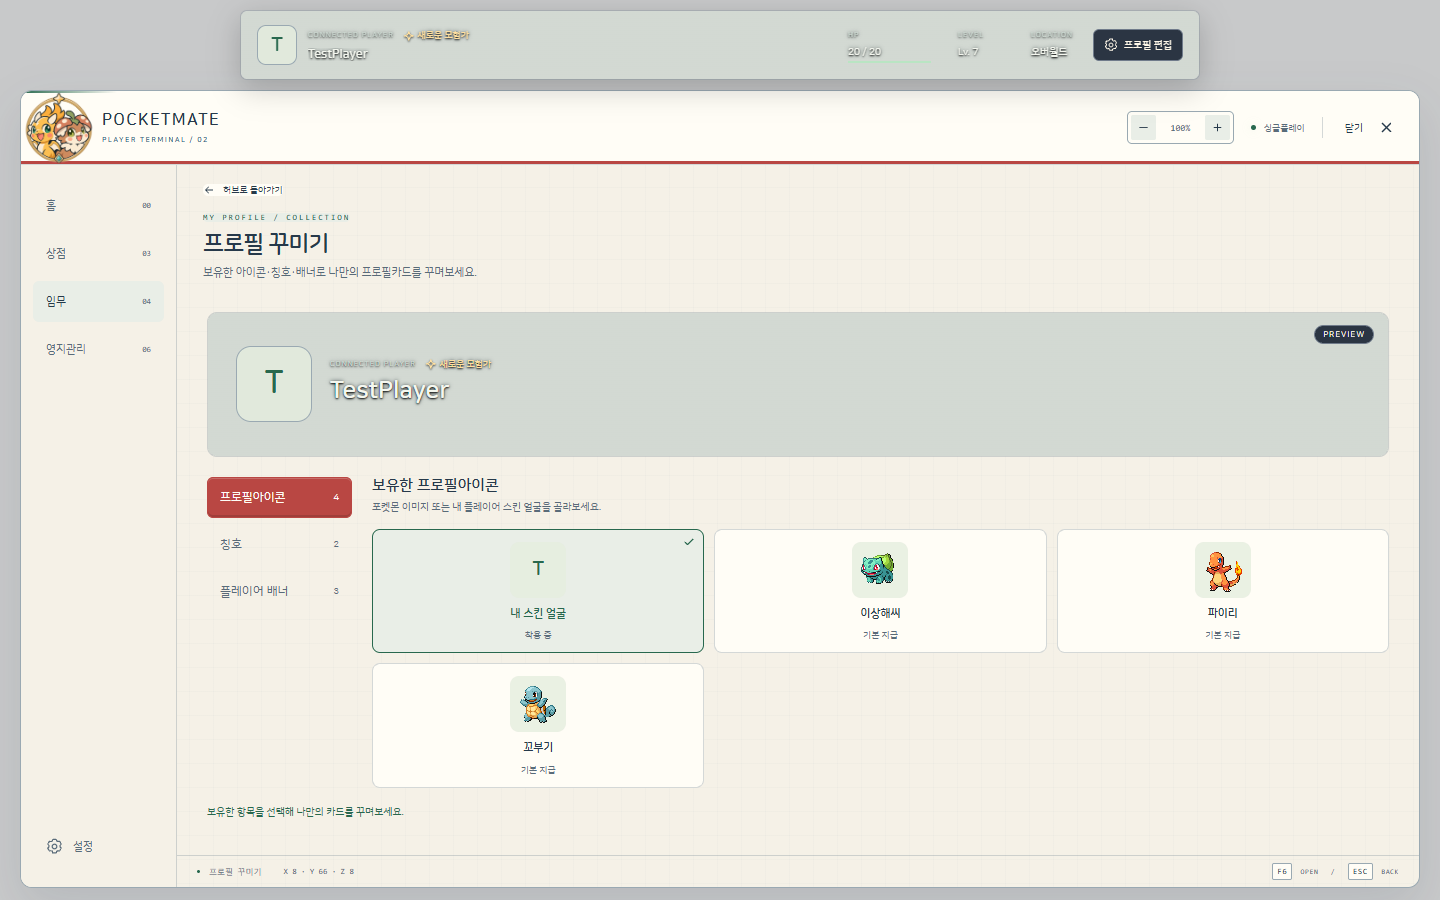 T
CONNECTED PLAYER 새로운 모험가
TestPlayer
HP
20 / 20
LEVEL
Lv. 7
LOCATION
오버월드
프로필 편집
POCKETMATE
PLAYER TERMINAL / 02
− 100% +
싱글플레이
닫기 ×
홈 00
상점 03
임무 04
영지관리 06
설정
← 허브로 돌아가기
MY PROFILE / COLLECTION
프로필 꾸미기
보유한 아이콘·칭호·배너로 나만의 프로필카드를 꾸며보세요.
PREVIEW
T
CONNECTED PLAYER 새로운 모험가
TestPlayer
프로필아이콘 4
칭호 2
플레이어 배너 3
보유한 프로필아이콘
포켓몬 이미지 또는 내 플레이어 스킨 얼굴을 골라보세요.
T
내 스킨 얼굴
착용 중
이상해씨
기본 지급
파이리
기본 지급
꼬부기
기본 지급
보유한 항목을 선택해 나만의 카드를 꾸며보세요.
프로필 꾸미기 X 8 · Y 66 · Z 8
F6 OPEN / ESC BACK